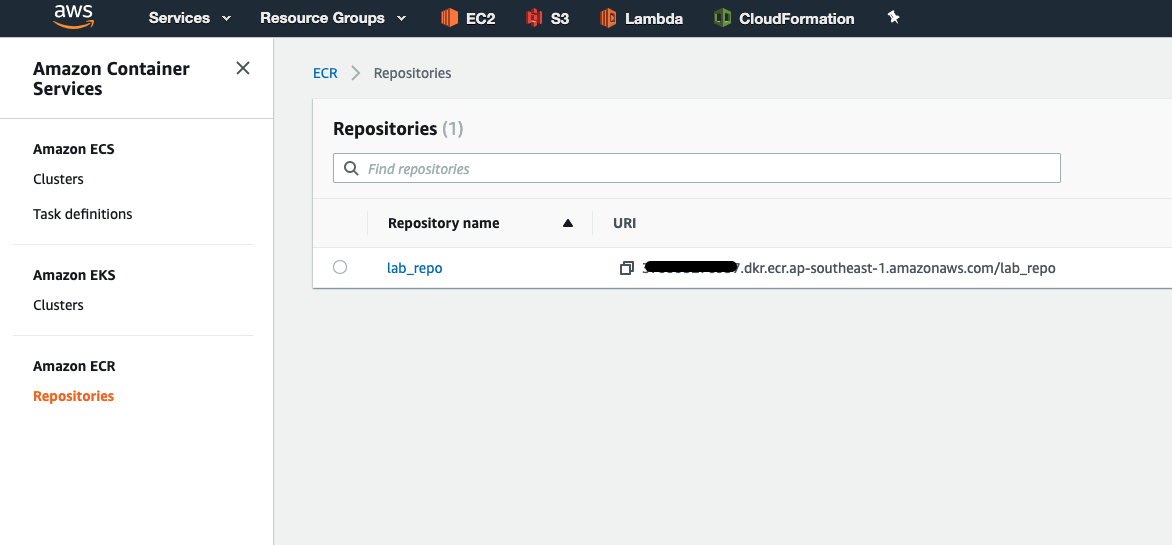 aws Services Resource Groups EC2 S3 Lambda CloudFormation
Amazon Container
Services
Amazon ECS
Clusters
Task definitions
Amazon EKS
Clusters
Amazon ECR
Repositories
ECR Repositories
Repositories (1)
Find repositories
Repository name URI
lab_repo .dkr.ecr.ap-southeast-1.amazonaws.com/lab_repo